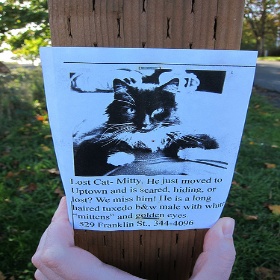 Lost Cat- Mitty. He just moved to
Uptown and is scared, hiding, or
lost? We miss him! He is a long
haired tuxedo b&w male with whit
"mittens" and golden eyes
529 Franklin St., 344-4096